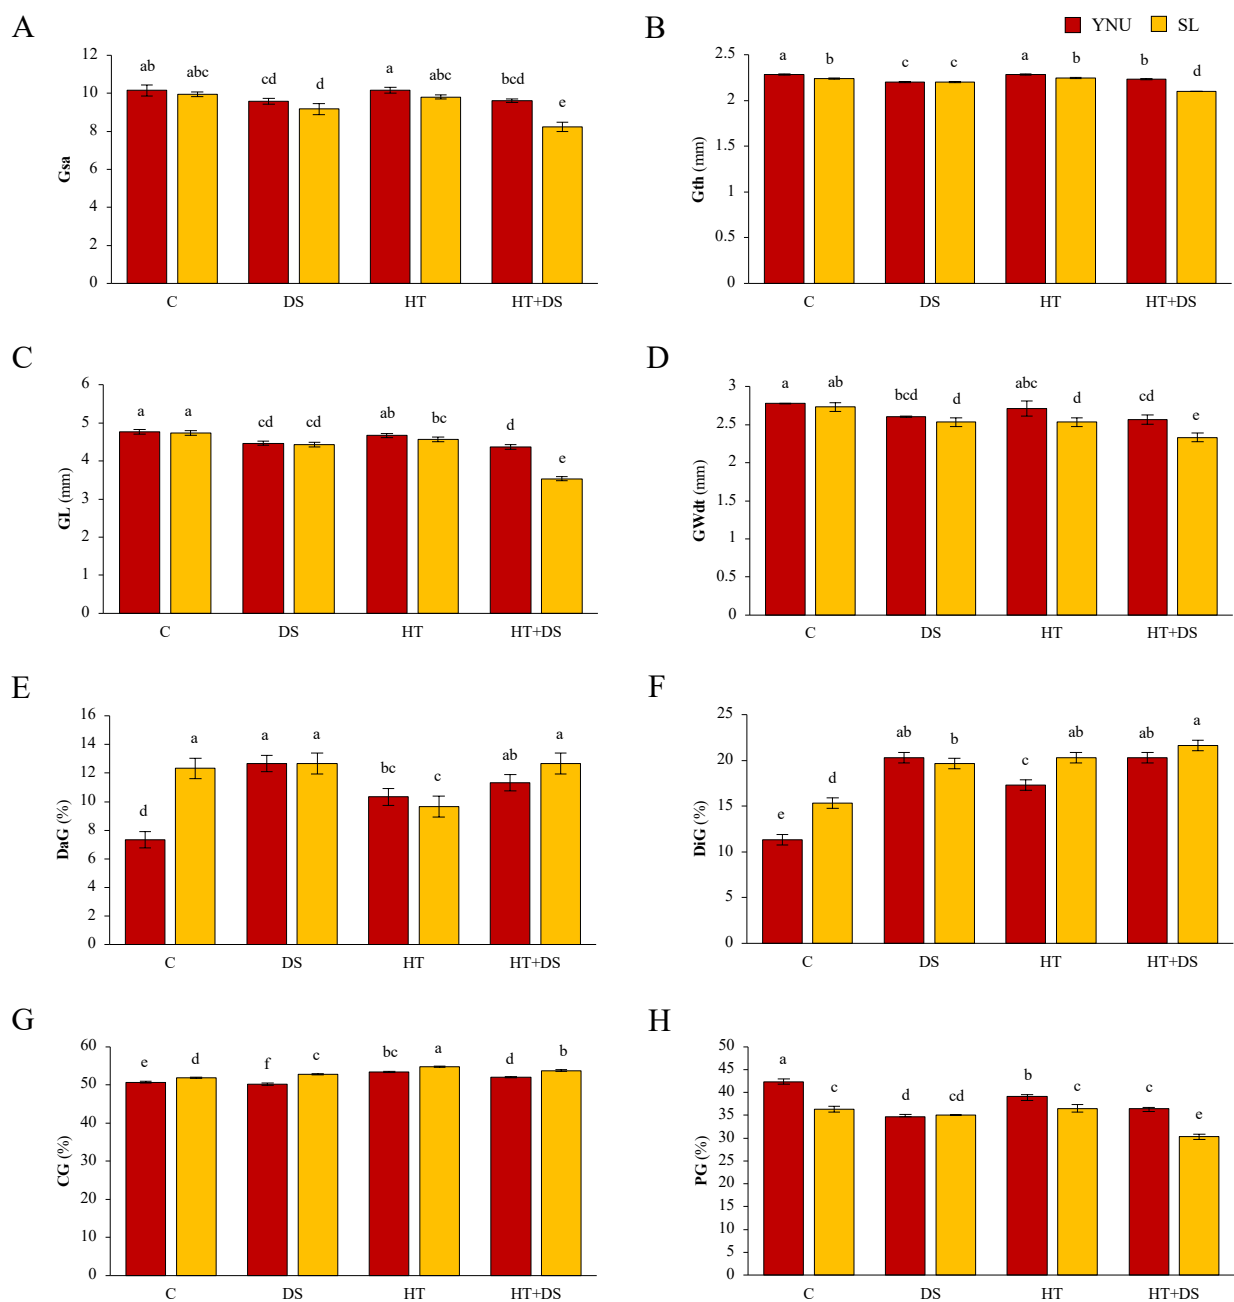 A
B
YNU SL
12
10
8
6
4
2
0
Gsa
ab abc cd d a abc bcd e
C DS HT HT+DS
2.5
2
1.5
1
0.5
0
Gth (mm)
a b c c a b b d
C DS HT HT+DS
C
6
5
4
3
2
1
0
GL (mm)
a a cd cd ab bc d e
C DS HT HT+DS
D
3
2.5
2
1.5
1
0.5
0
GWdt (mm)
a ab bcd d abc d cd e
C DS HT HT+DS
E
16
14
12
10
8
6
4
2
0
DaG (%)
d a a a bc c ab a
C DS HT HT+DS
F
25
20
15
10
5
0
DiG (%)
e d ab b c ab ab a
C DS HT HT+DS
G
60
50
40
30
20
10
0
CG (%)
e d f c bc a d b
C DS HT HT+DS
H
50
45
40
35
30
25
20
15
10
5
0
PG (%)
a c d cd b c c e
C DS HT HT+DS